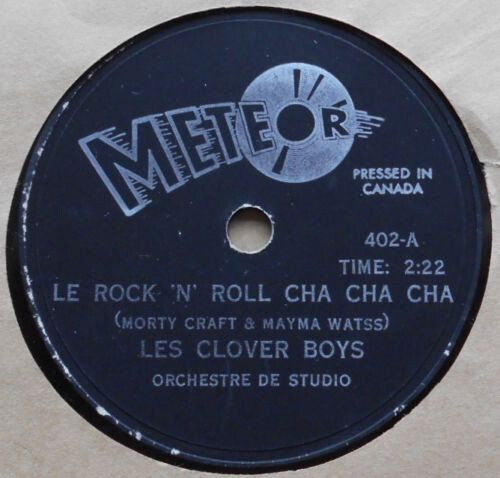 METEOR
PRESSED IN
CANADA
402-A
TIME: 2:22
LE ROCK 'N' ROLL CHA CHA CHA
(MORTY CRAFT & MAYMA WATSS)
LES CLOVER BOYS
ORCHESTRE DE STUDIO